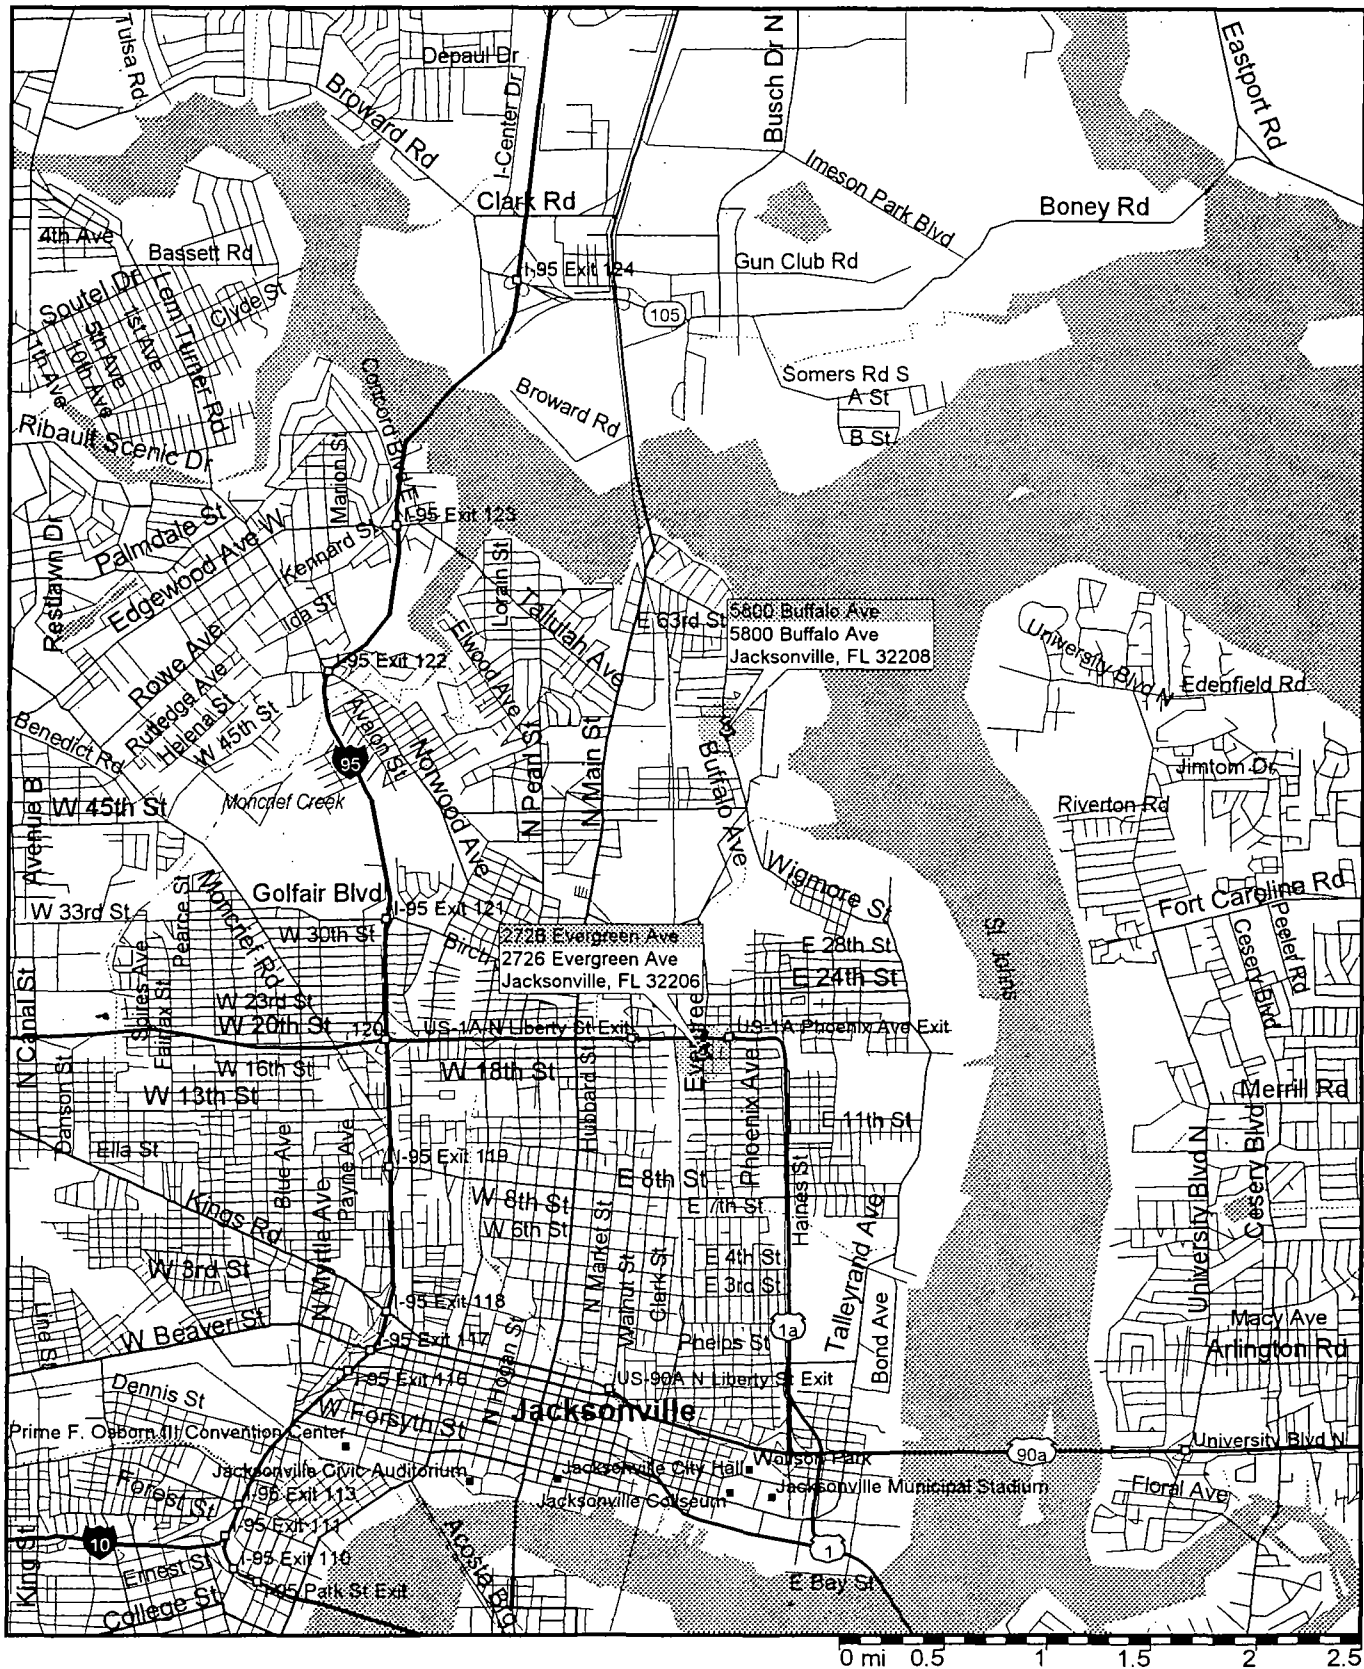 Tulsa Rd
Depaul Dr
Broward Rd
I-Center Dr
Busch Dr N
Eastport Rd
Imeson Park Blvd
Clark Rd
Boney Rd
4th Ave
Bassett Rd
Gun Club Rd
I-95 Exit 124
Soutel Dr
Lem Turner Rd
Clyde St
105
1st Ave
5th Ave
10th Ave
7th Ave
Concord Blvd E
Somers Rd S
A St
B St
Broward Rd
Ribault Scenic Dr
Marion St
I-95 Exit 123
Palmdale St
Edgewood Ave W
Kennard St
Restlawn Dr
Lorain St
Ida St
Tallulah Ave
E 63rd St
5800 Buffalo Ave
5800 Buffalo Ave
Jacksonville, FL 32208
Elwood Ave
University Blvd N
Edenfield Rd
I-95 Exit 122
Rowe Ave
Rutledge Ave
Helena St
W 45th St
Benedict Rd
Avalon St
Norwood Ave
N Pearl St
N Main St
Buffalo Ave
95
Jimtom Dr
Avenue B
W 45th St
Moncrief Creek
Riverton Rd
Wigmore St
Golfair Blvd
Fort Caroline Rd
W 33rd St
Pearce St
Moncrief Rd
I-95 Exit 121
W 30th St
Birch
2728 Evergreen Ave
2726 Evergreen Ave
Jacksonville, FL 32206
E 28th St
E 24th St
St Johns
Cesery Blvd
Peeler Rd
N Canal St
Spires Ave
Fairfax St
W 23rd St
W 20th St
120
US-1A N Liberty St Exit
US-1A Phoenix Ave Exit
W 16th St
W 18th St
W 13th St
Danson St
Hubbard St
Phoenix Ave
Merrill Rd
E 11th St
Ella St
Blue Ave
Payne Ave
I-95 Exit 119
Kings Rd
N Myrtle Ave
W 8th St
E 8th St
W 6th St
E 7th St
N Market St
Haines St
Talleyrand Ave
University Blvd N
Cesery Blvd
W 3rd St
Walnut St
Clark St
E 4th St
E 3rd St
I-95 Exit 118
Bond Ave
Macy Ave
W Beaver St
I-95 Exit 117
N Hogan St
Phelps St
1a
Arlington Rd
Dennis St
I-95 Exit 116
US-90A N Liberty St Exit
W Forsyth St
Jacksonville
Prime F. Osborn III Convention Center
University Blvd N
90a
Wolfson Park
Jacksonville Civic Auditorium
Jacksonville City Hall
Forest St
I-95 Exit 113
Jacksonville Coliseum
Jacksonville Municipal Stadium
Floral Ave
I-95 Exit 111
10
King St
Ernest St
I-95 Exit 110
I-95 Park St Exit
College St
1
E Bay St
0 mi 0.5 1 1.5 2 2.5